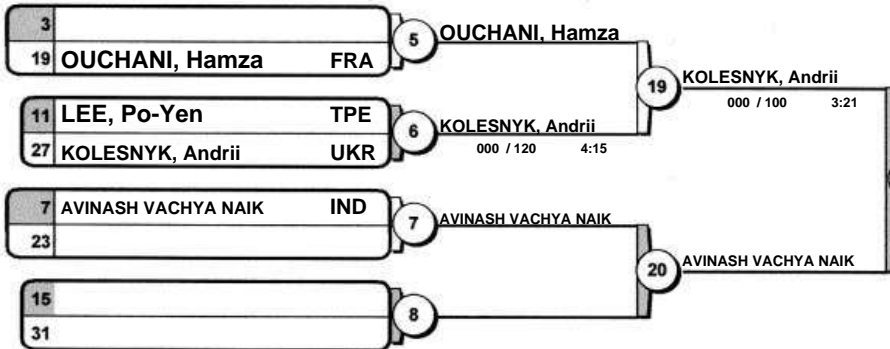 3
19 OUCHANI, Hamza FRA
5
OUCHANI, Hamza
11 LEE, Po-Yen TPE
27 KOLESNYK, Andrii UKR
6
KOLESNYK, Andrii
000 / 120 4:15
19
KOLESNYK, Andrii
000 / 100 3:21
7 AVINASH VACHYA NAIK IND
23
7
AVINASH VACHYA NAIK
15
31
8
20
AVINASH VACHYA NAIK